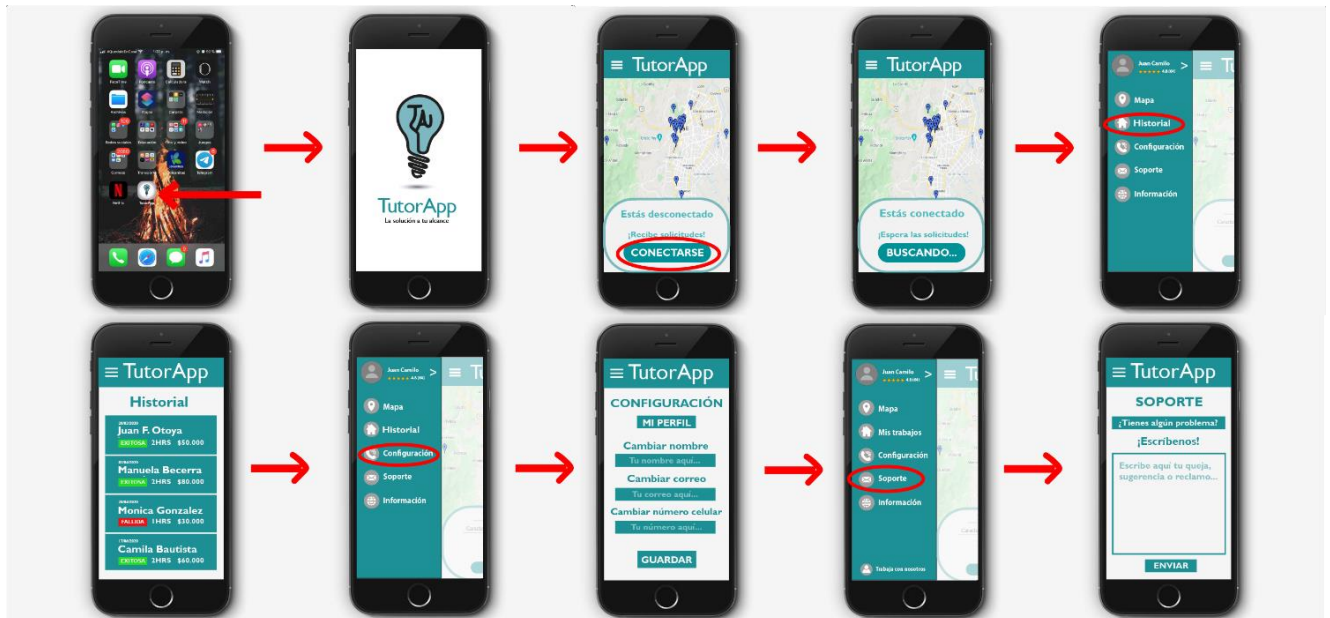 TutorApp
La solución a tu alcance
TutorApp
Estás desconectado
¡Recibe solicitudes!
CONECTARSE
TutorApp
Estás conectado
¡Espera las solicitudes!
BUSCANDO...
Juan Camilo
Mapa
Historial
Configuración
Soporte
Información
TutorApp
Historial
Juan F. Otoya
EXITOSA 2HRS $50.000
Manuela Becerra
EXITOSA 2HRS $80.000
Monica Gonzalez
FALLIDA 1HRS $30.000
Camila Bautista
EXITOSA 2HRS $60.000
Juan Camilo
Mapa
Historial
Configuración
Soporte
Información
TutorApp
CONFIGURACIÓN
MI PERFIL
Cambiar nombre
Tu nombre aquí...
Cambiar correo
Tu correo aquí...
Cambiar número celular
Tu número aquí...
GUARDAR
Juan Camilo
Mapa
Mis trabajos
Configuración
Soporte
Información
Trabaja con nosotros
TutorApp
SOPORTE
¿Tienes algún problema?
¡Escríbenos!
Escribe aquí tu queja,
sugerencia o reclamo...
ENVIAR